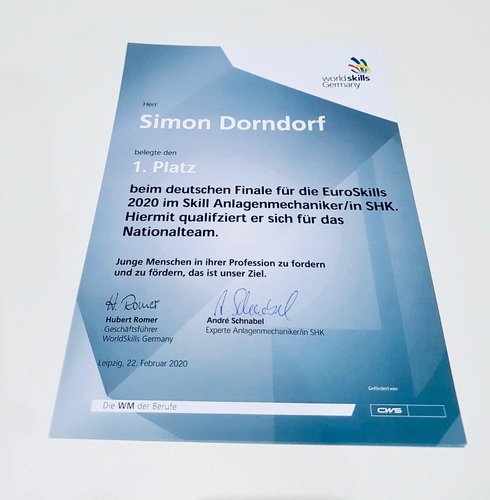 worldskills
Germany
Herr
Simon Dorndorf
belegte den
1. Platz
beim deutschen Finale für die EuroSkills
2020 im Skill Anlagenmechaniker/in SHK.
Hiermit qualifziert er sich für das
Nationalteam.
Junge Menschen in ihrer Profession zu fordern
und zu fördern, das ist unser Ziel.
H. Romer
A. Schnabel
Hubert Romer
Geschäftsführer
WorldSkills Germany
André Schnabel
Experte Anlagenmechaniker/in SHK
Leipzig, 22. Februar 2020
Gefördert von
Die WM der Berufe
CWS